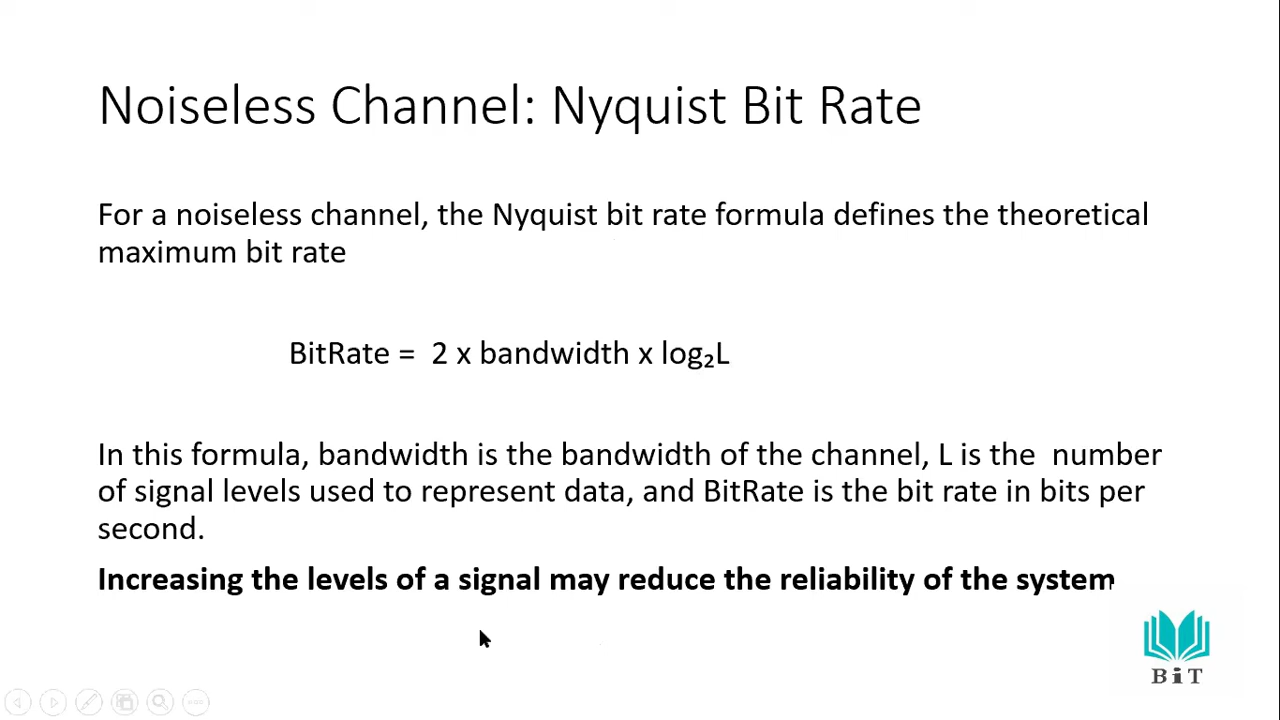 Noiseless Channel: Nyquist Bit Rate
For a noiseless channel, the Nyquist bit rate formula defines the theoretical
maximum bit rate
BitRate = 2 x bandwidth x log₂L
In this formula, bandwidth is the bandwidth of the channel, L is the number
of signal levels used to represent data, and BitRate is the bit rate in bits per
second.
Increasing the levels of a signal may reduce the reliability of the system
BiT